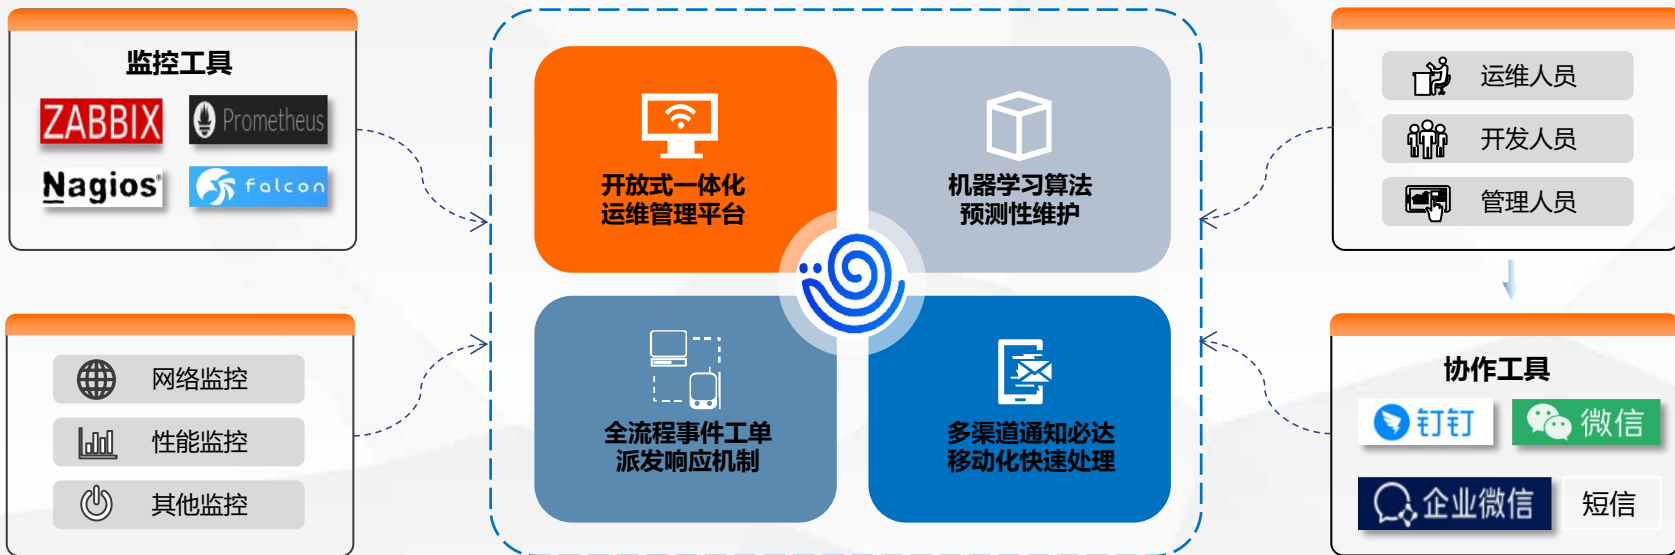 监控工具
ZABBIX
Prometheus
Nagios®
falcon
网络监控
性能监控
其他监控
开放式一体化
运维管理平台
机器学习算法
预测性维护
全流程事件工单
派发响应机制
多渠道通知必达
移动化快速处理
运维人员
开发人员
管理人员
协作工具
钉钉
微信
企业微信
短信